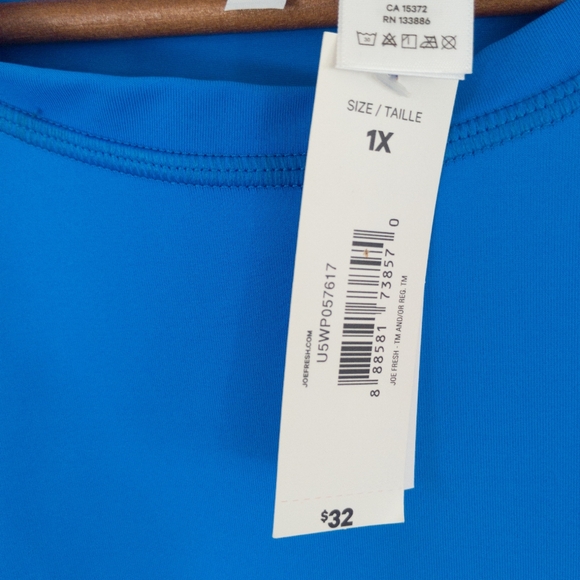 CA 15372
RN 133886
30
SIZE / TAILLE
1X
JOEFRESH.COM
U5WP057617
8 88581 73857 0
JOE FRESH - TM AND/OR REG. TM
$32